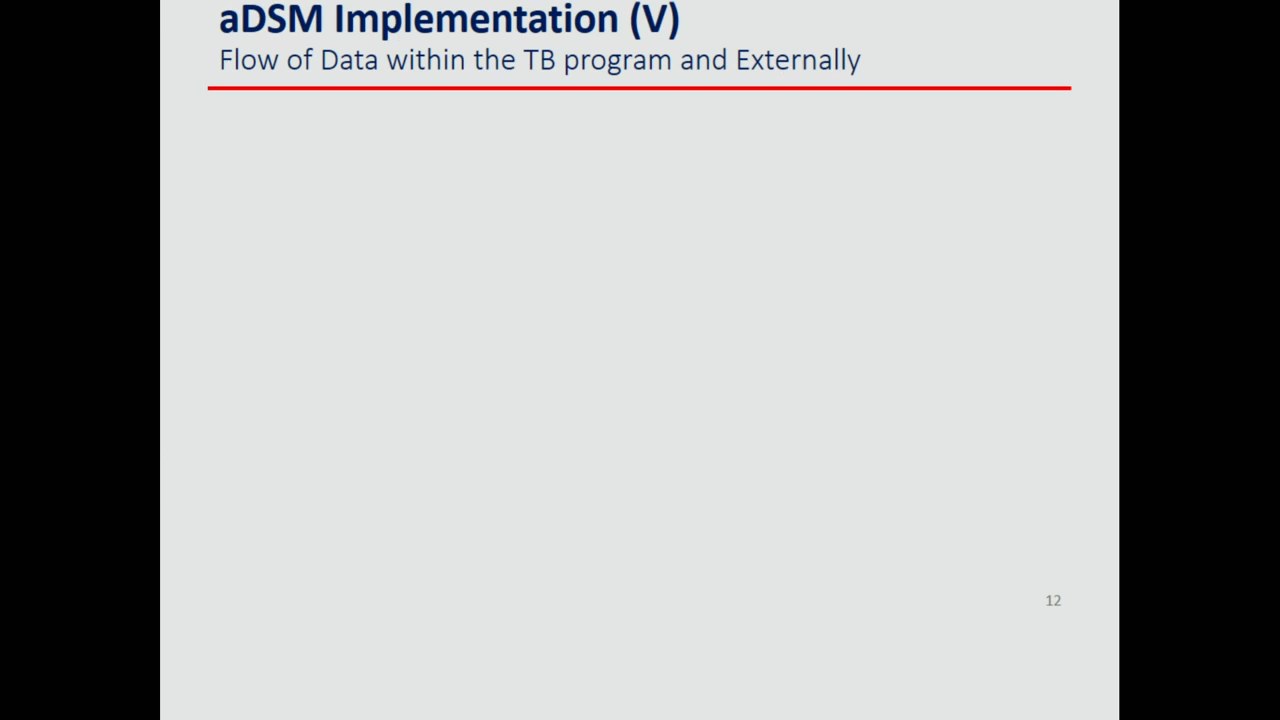 aDSM Implementation (V)
Flow of Data within the TB program and Externally
12